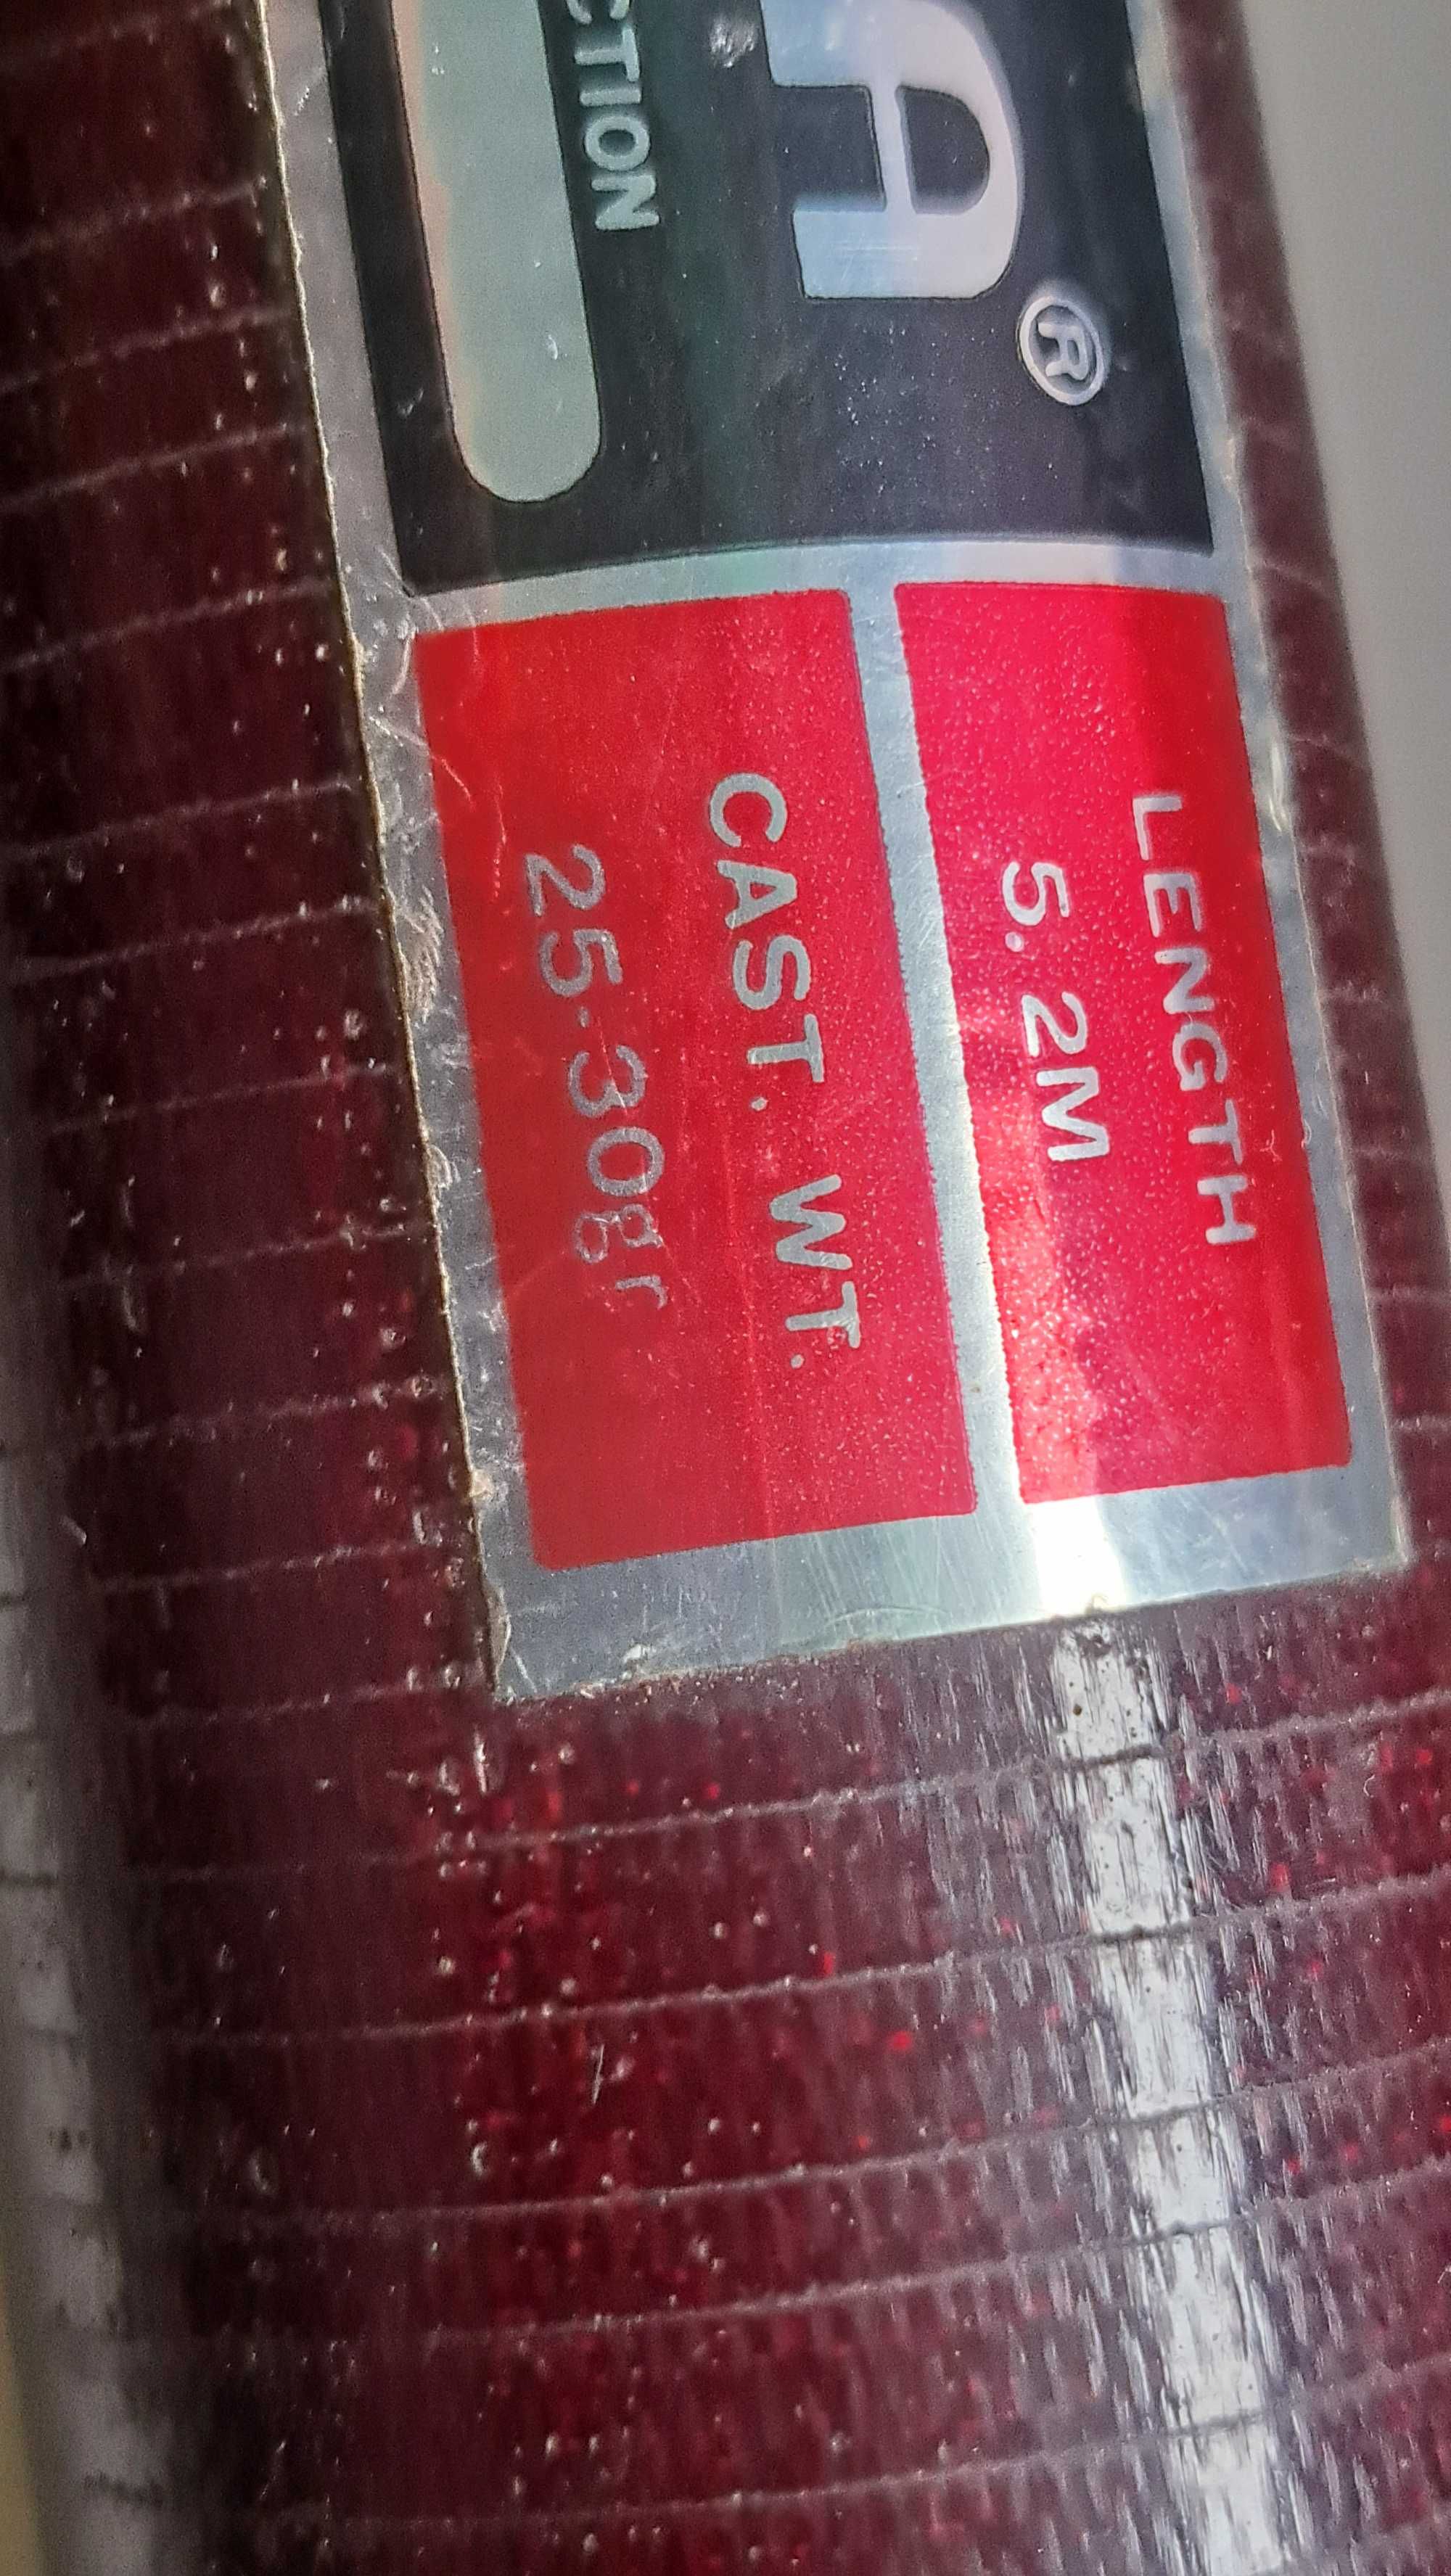 A®
CTION
LENGTH
5.2M
CAST. WT.
25-30gr